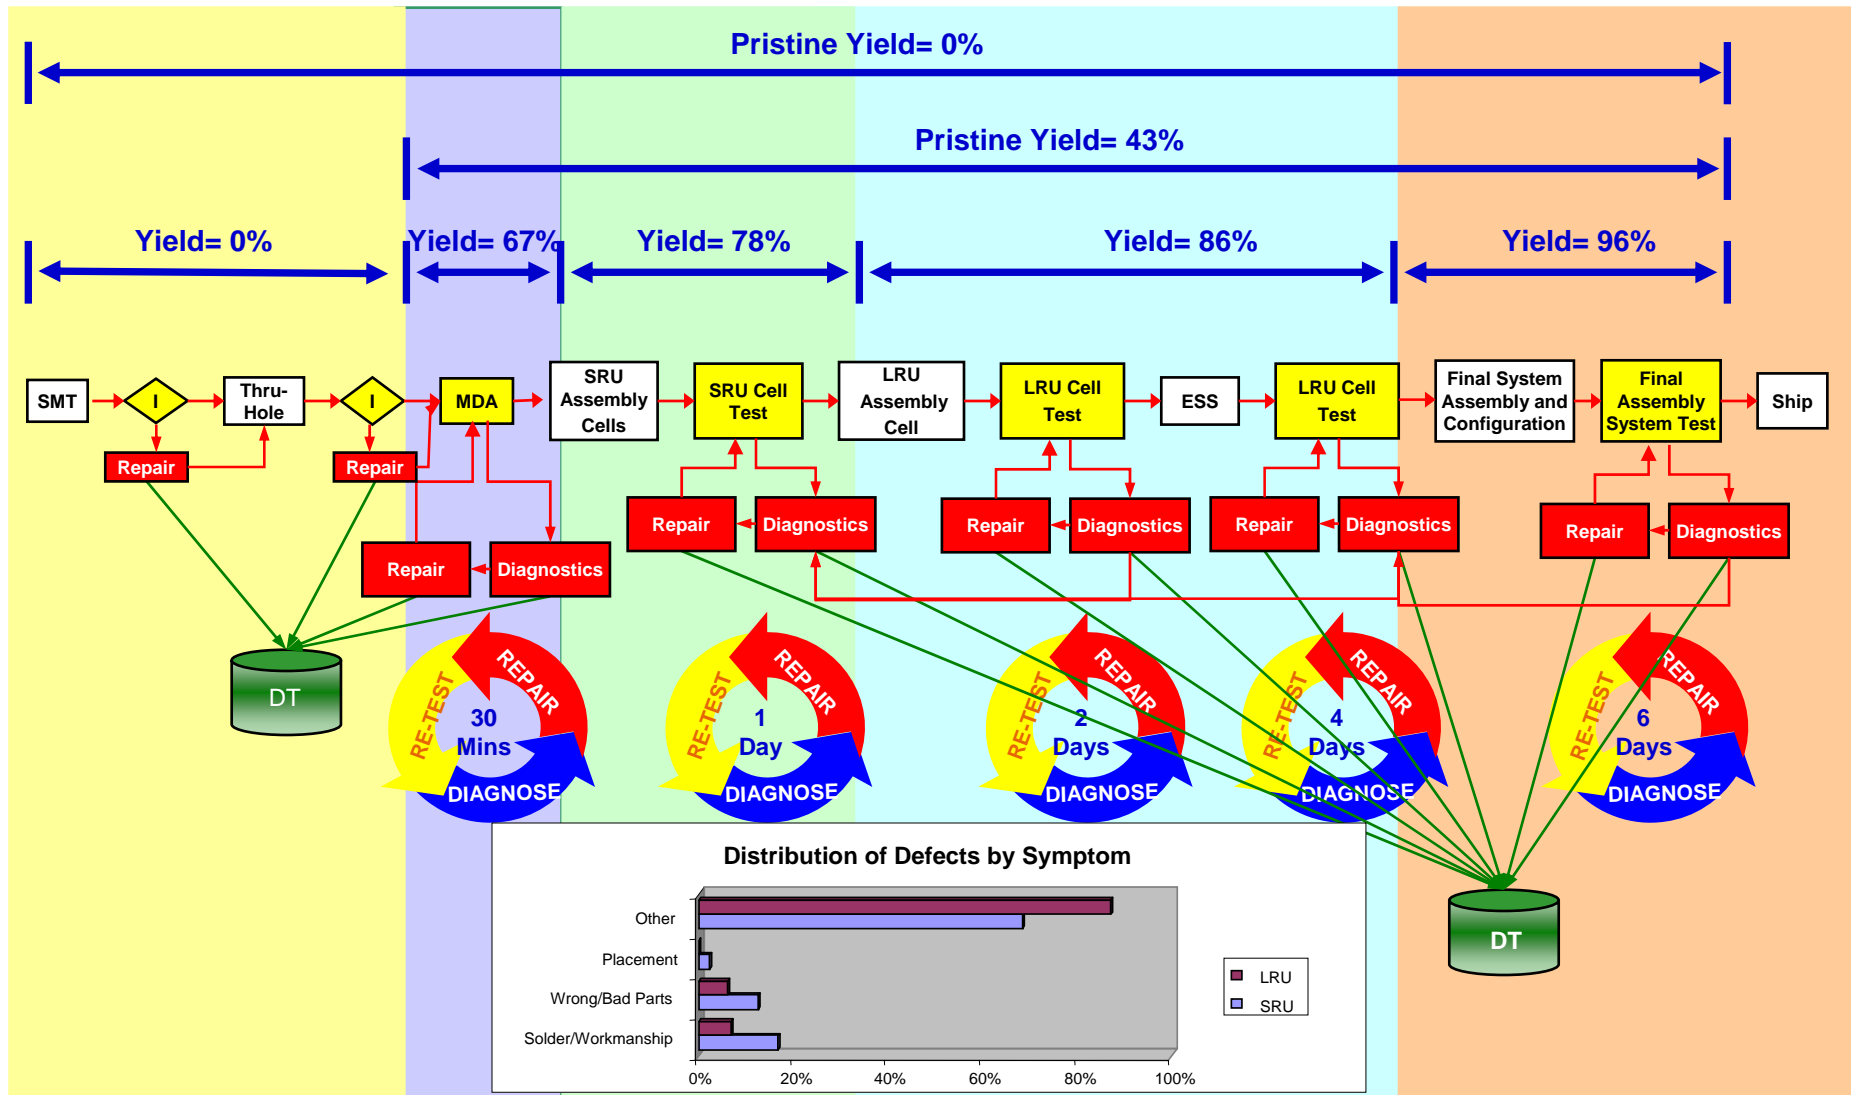 Pristine Yield= 0%
Pristine Yield= 43%
Yield= 0%
Yield= 67%
Yield= 78%
Yield= 86%
Yield= 96%
SMT
I
Thru-
Hole
I
MDA
SRU
Assembly
Cells
SRU Cell
Test
LRU
Assembly
Cell
LRU Cell
Test
ESS
LRU Cell
Test
Final System
Assembly and
Configuration
Final
Assembly
System Test
Ship
Repair
Repair
Repair
Diagnostics
Repair
Diagnostics
Repair
Diagnostics
Repair
Diagnostics
Repair
Diagnostics
DT
RE-TEST
REPAIR
DIAGNOSE
30
Mins
RE-TEST
REPAIR
DIAGNOSE
1
Day
RE-TEST
REPAIR
DIAGNOSE
2
Days
RE-TEST
REPAIR
DIAGNOSE
4
Days
RE-TEST
REPAIR
DIAGNOSE
6
Days
Distribution of Defects by Symptom
Other
Placement
Wrong/Bad Parts
Solder/Workmanship
0%
20%
40%
60%
80%
100%
LRU
SRU
DT